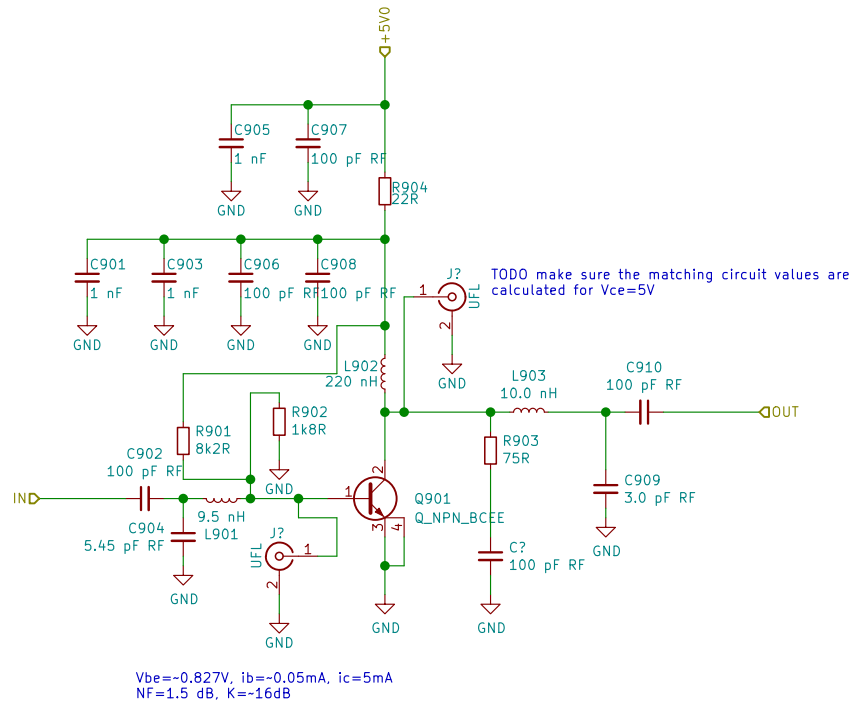 +5V0
C905
1 nF
C907
100 pF RF
GND
GND
R904
22R
C901
1 nF
C903
1 nF
C906
100 pF RF
C908
100 pF RF
GND
GND
GND
GND
J?
1
UFL
2
GND
TODO make sure the matching circuit values are
calculated for Vce=5V
L902
220 nH
L903
10.0 nH
C910
100 pF RF
OUT
R901
8k2R
R902
1k8R
GND
R903
75R
C902
100 pF RF
IN
9.5 nH
L901
C904
5.45 pF RF
GND
J?
1
UFL
2
GND
2
1
3
4
Q901
Q_NPN_BCEE
GND
C909
3.0 pF RF
GND
C?
100 pF RF
GND
Vbe=~0.827V, ib=~0.05mA, ic=5mA
NF=1.5 dB, K=~16dB